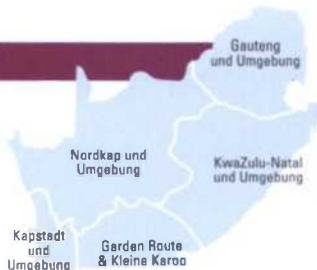 Gauteng
und Umgebung
Nordkap und
Umgebung
KwaZulu-Natal
und Umgebung
Kapstadt
und
Umgebung
Garden Route
& Kleine Karoo